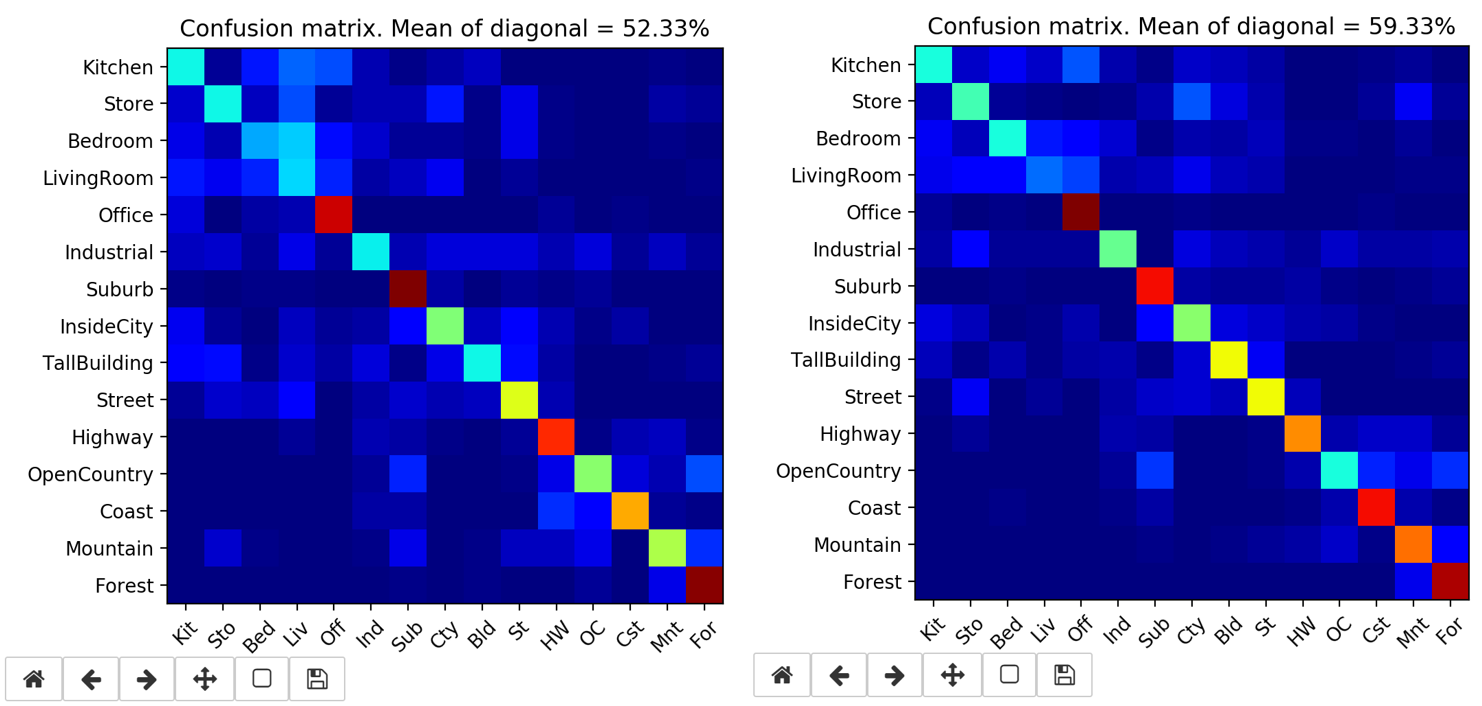 Confusion matrix. Mean of diagonal = 52.33%
Kitchen
Store
Bedroom
LivingRoom
Office
Industrial
Suburb
InsideCity
TallBuilding
Street
Highway
OpenCountry
Coast
Mountain
Forest
Kit Sto Bed Liv Off Ind Sub Cty Bld St HW OC Cst Mnt For
Confusion matrix. Mean of diagonal = 59.33%
Kitchen
Store
Bedroom
LivingRoom
Office
Industrial
Suburb
InsideCity
TallBuilding
Street
Highway
OpenCountry
Coast
Mountain
Forest
Kit Sto Bed Liv Off Ind Sub Cty Bld St HW OC Cst Mnt For